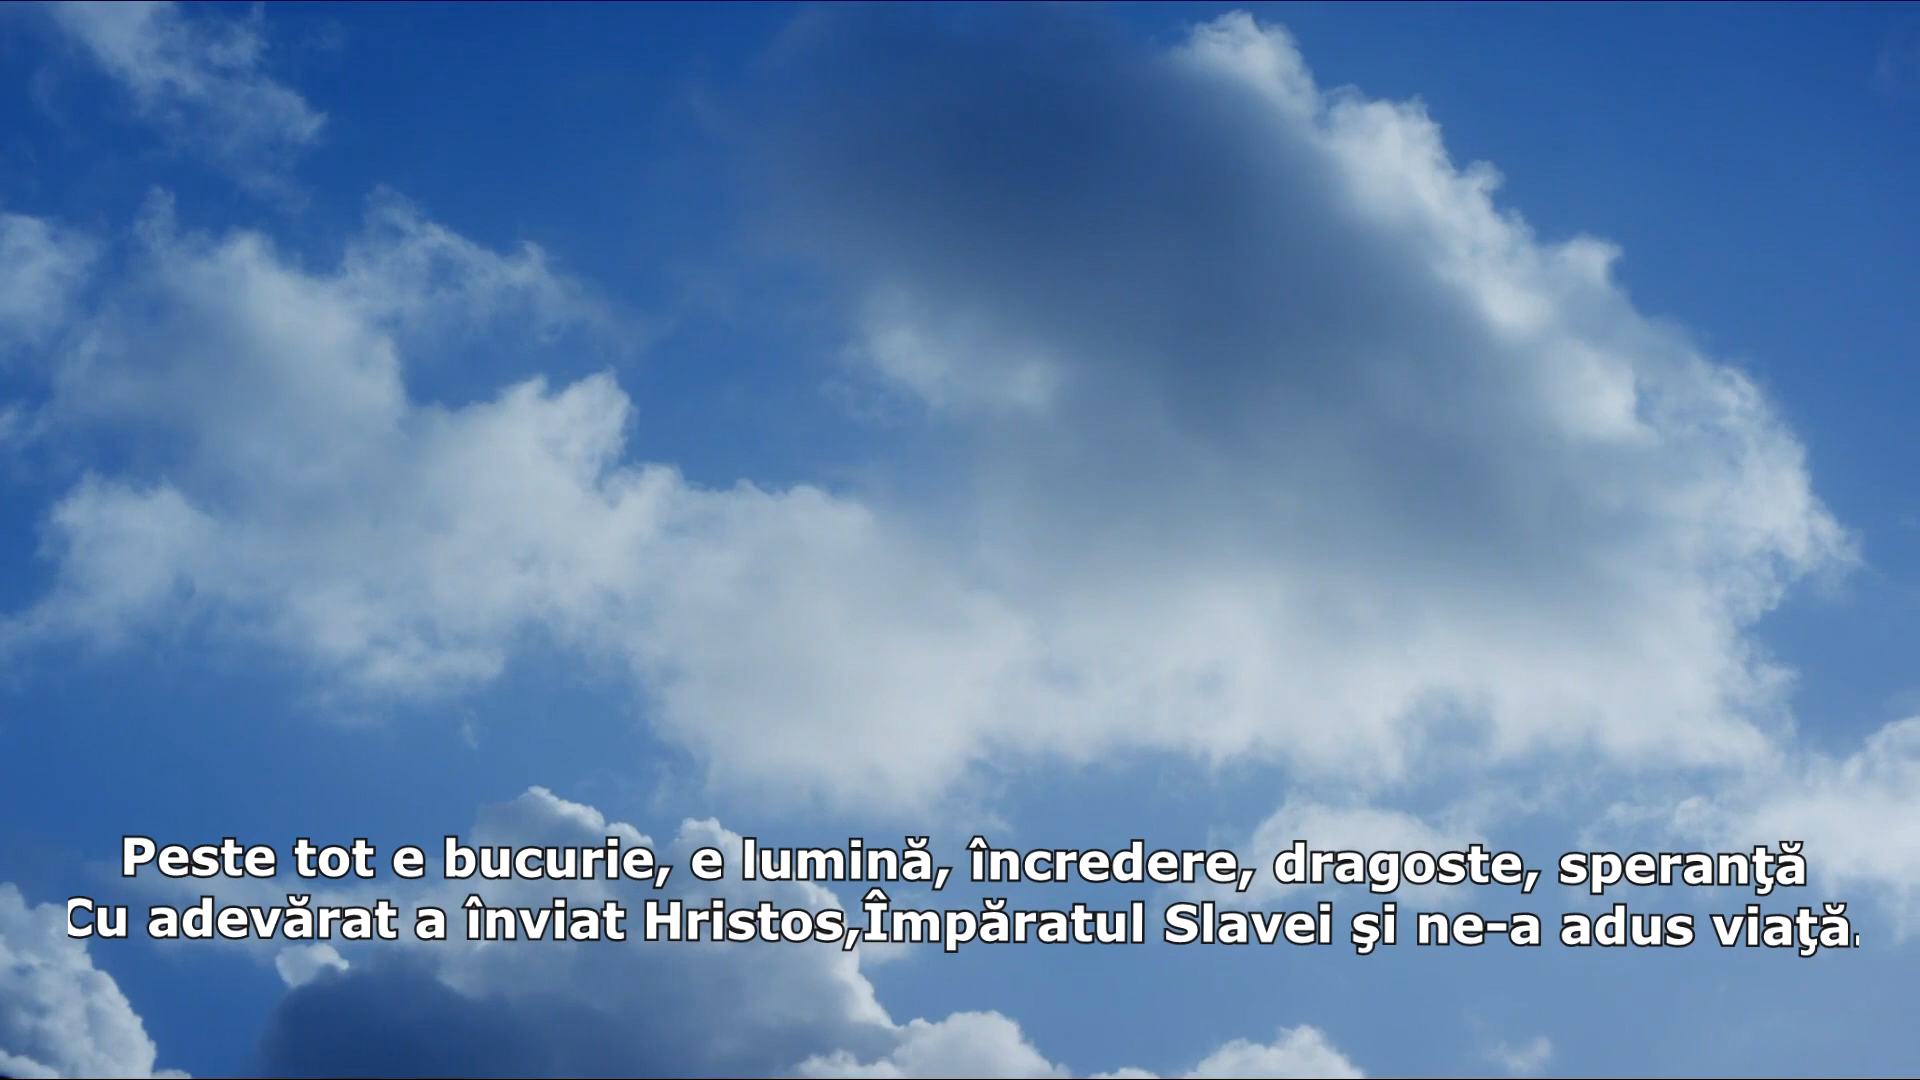 Peste tot e bucurie, e lumină, încredere, dragoste, speranţă
Cu adevărat a înviat Hristos,Împăratul Slavei şi ne-a adus viaţă.